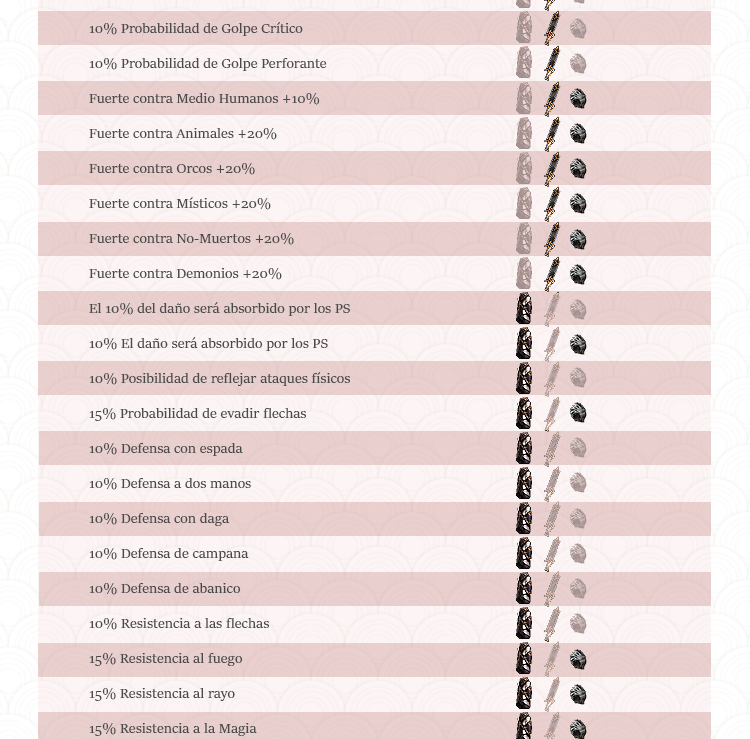 10% Probabilidad de Golpe Crítico
10% Probabilidad de Golpe Perforante
Fuerte contra Medio Humanos +10%
Fuerte contra Animales +20%
Fuerte contra Orcos +20%
Fuerte contra Místicos +20%
Fuerte contra No-Muertos +20%
Fuerte contra Demonios +20%
El 10% del daño será absorbido por los PS
10% El daño será absorbido por los PS
10% Posibilidad de reflejar ataques físicos
15% Probabilidad de evadir flechas
10% Defensa con espada
10% Defensa a dos manos
10% Defensa con daga
10% Defensa de campana
10% Defensa de abanico
10% Resistencia a las flechas
15% Resistencia al fuego
15% Resistencia al rayo
15% Resistencia a la Magia